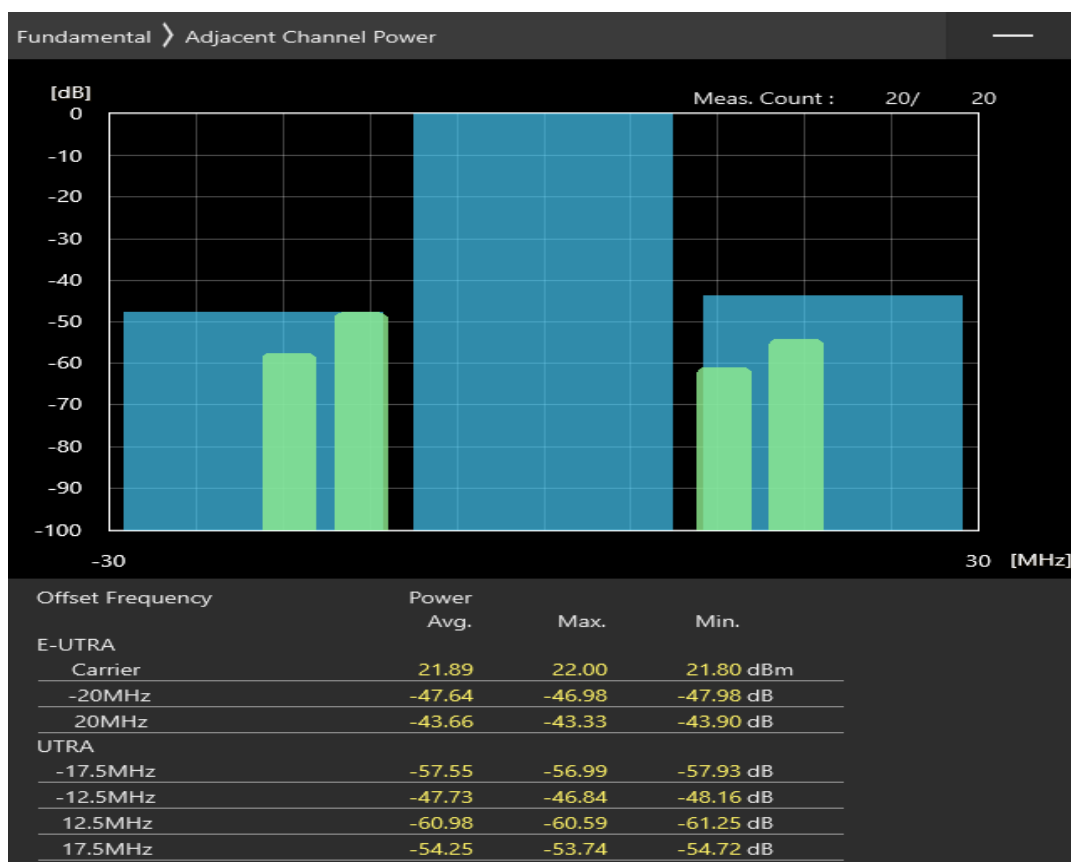 Fundamental ❯ Adjacent Channel Power
[dB]
Meas. Count : 20/ 20
0
-10
-20
-30
-40
-50
-60
-70
-80
-90
-100
-30 30 [MHz]
Offset Frequency Power
Avg. Max. Min.
E-UTRA
Carrier 21.89 22.00 21.80 dBm
-20MHz -47.64 -46.98 -47.98 dB
20MHz -43.66 -43.33 -43.90 dB
UTRA
-17.5MHz -57.55 -56.99 -57.93 dB
-12.5MHz -47.73 -46.84 -48.16 dB
12.5MHz -60.98 -60.59 -61.25 dB
17.5MHz -54.25 -53.74 -54.72 dB